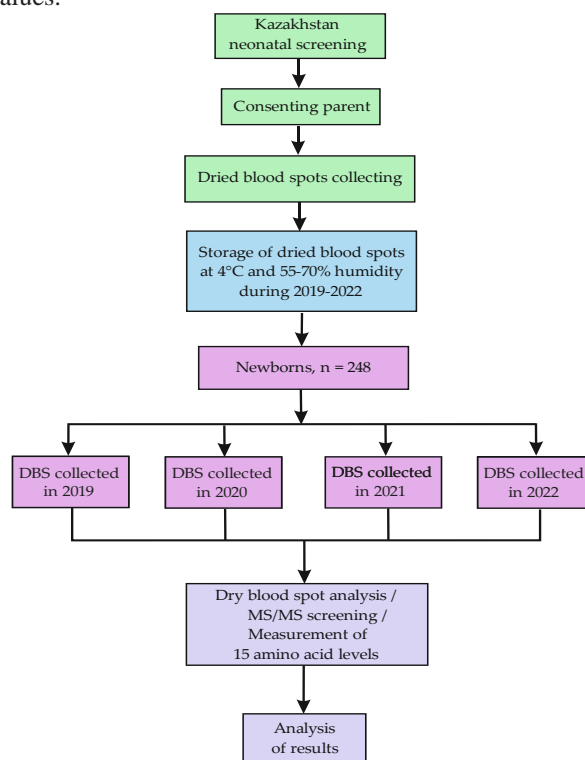 alues.
Kazakhstan
neonatal screening
Consenting parent
Dried blood spots collecting
Storage of dried blood spots
at 4°C and 55-70% humidity
during 2019-2022
Newborns, n = 248
DBS collected
in 2019
DBS collected
in 2020
DBS collected
in 2021
DBS collected
in 2022
Dry blood spot analysis /
MS/MS screening /
Measurement of
15 amino acid levels
Analysis
of results